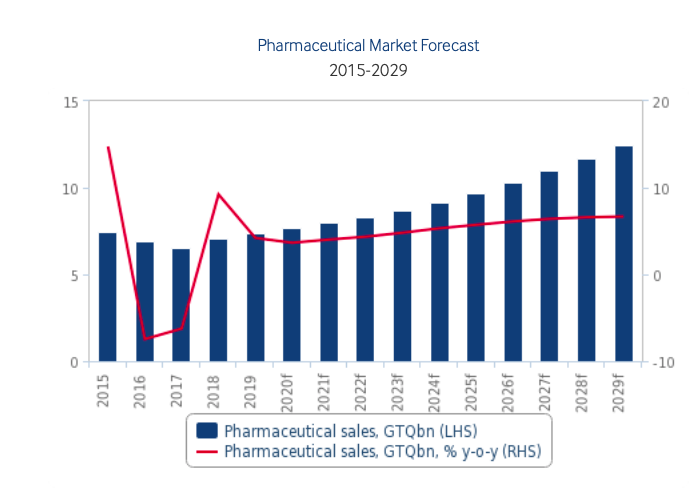 Pharmaceutical Market Forecast
2015-2029
15
10
5
0
20
10
0
-10
2015
2016
2017
2018
2019
2020f
2021f
2022f
2023f
2024f
2025f
2026f
2027f
2028f
2029f
Pharmaceutical sales, GTQbn (LHS)
Pharmaceutical sales, GTQbn, % y-o-y (RHS)